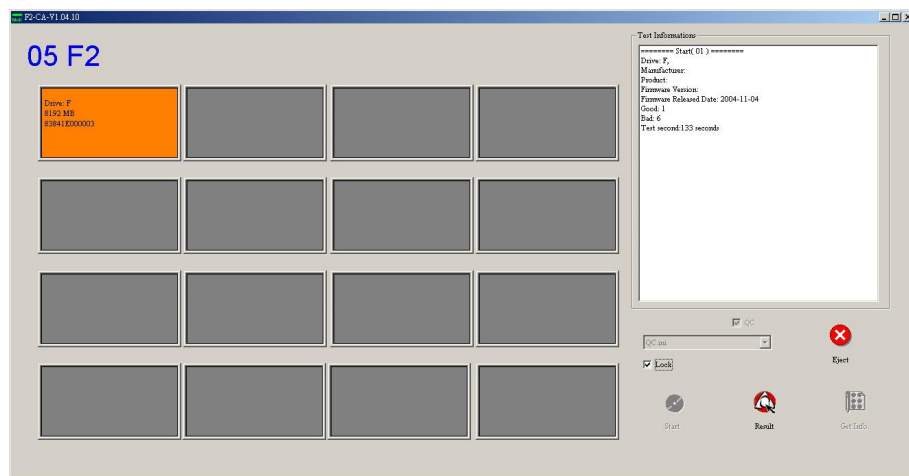 F2-CA-V1.04.10
05 F2
Drive: F
8192 MB
83841E000003
Test Informations
======== Start( 01 ) ========
Drive: F,
Manufacturer:
Product:
Firmware Version:
Firmware Released Date: 2004-11-04
Good: 1
Bad: 6
Test second:133 seconds
QC
QC.ini
Lock
Eject
Start
Result
Get Info.